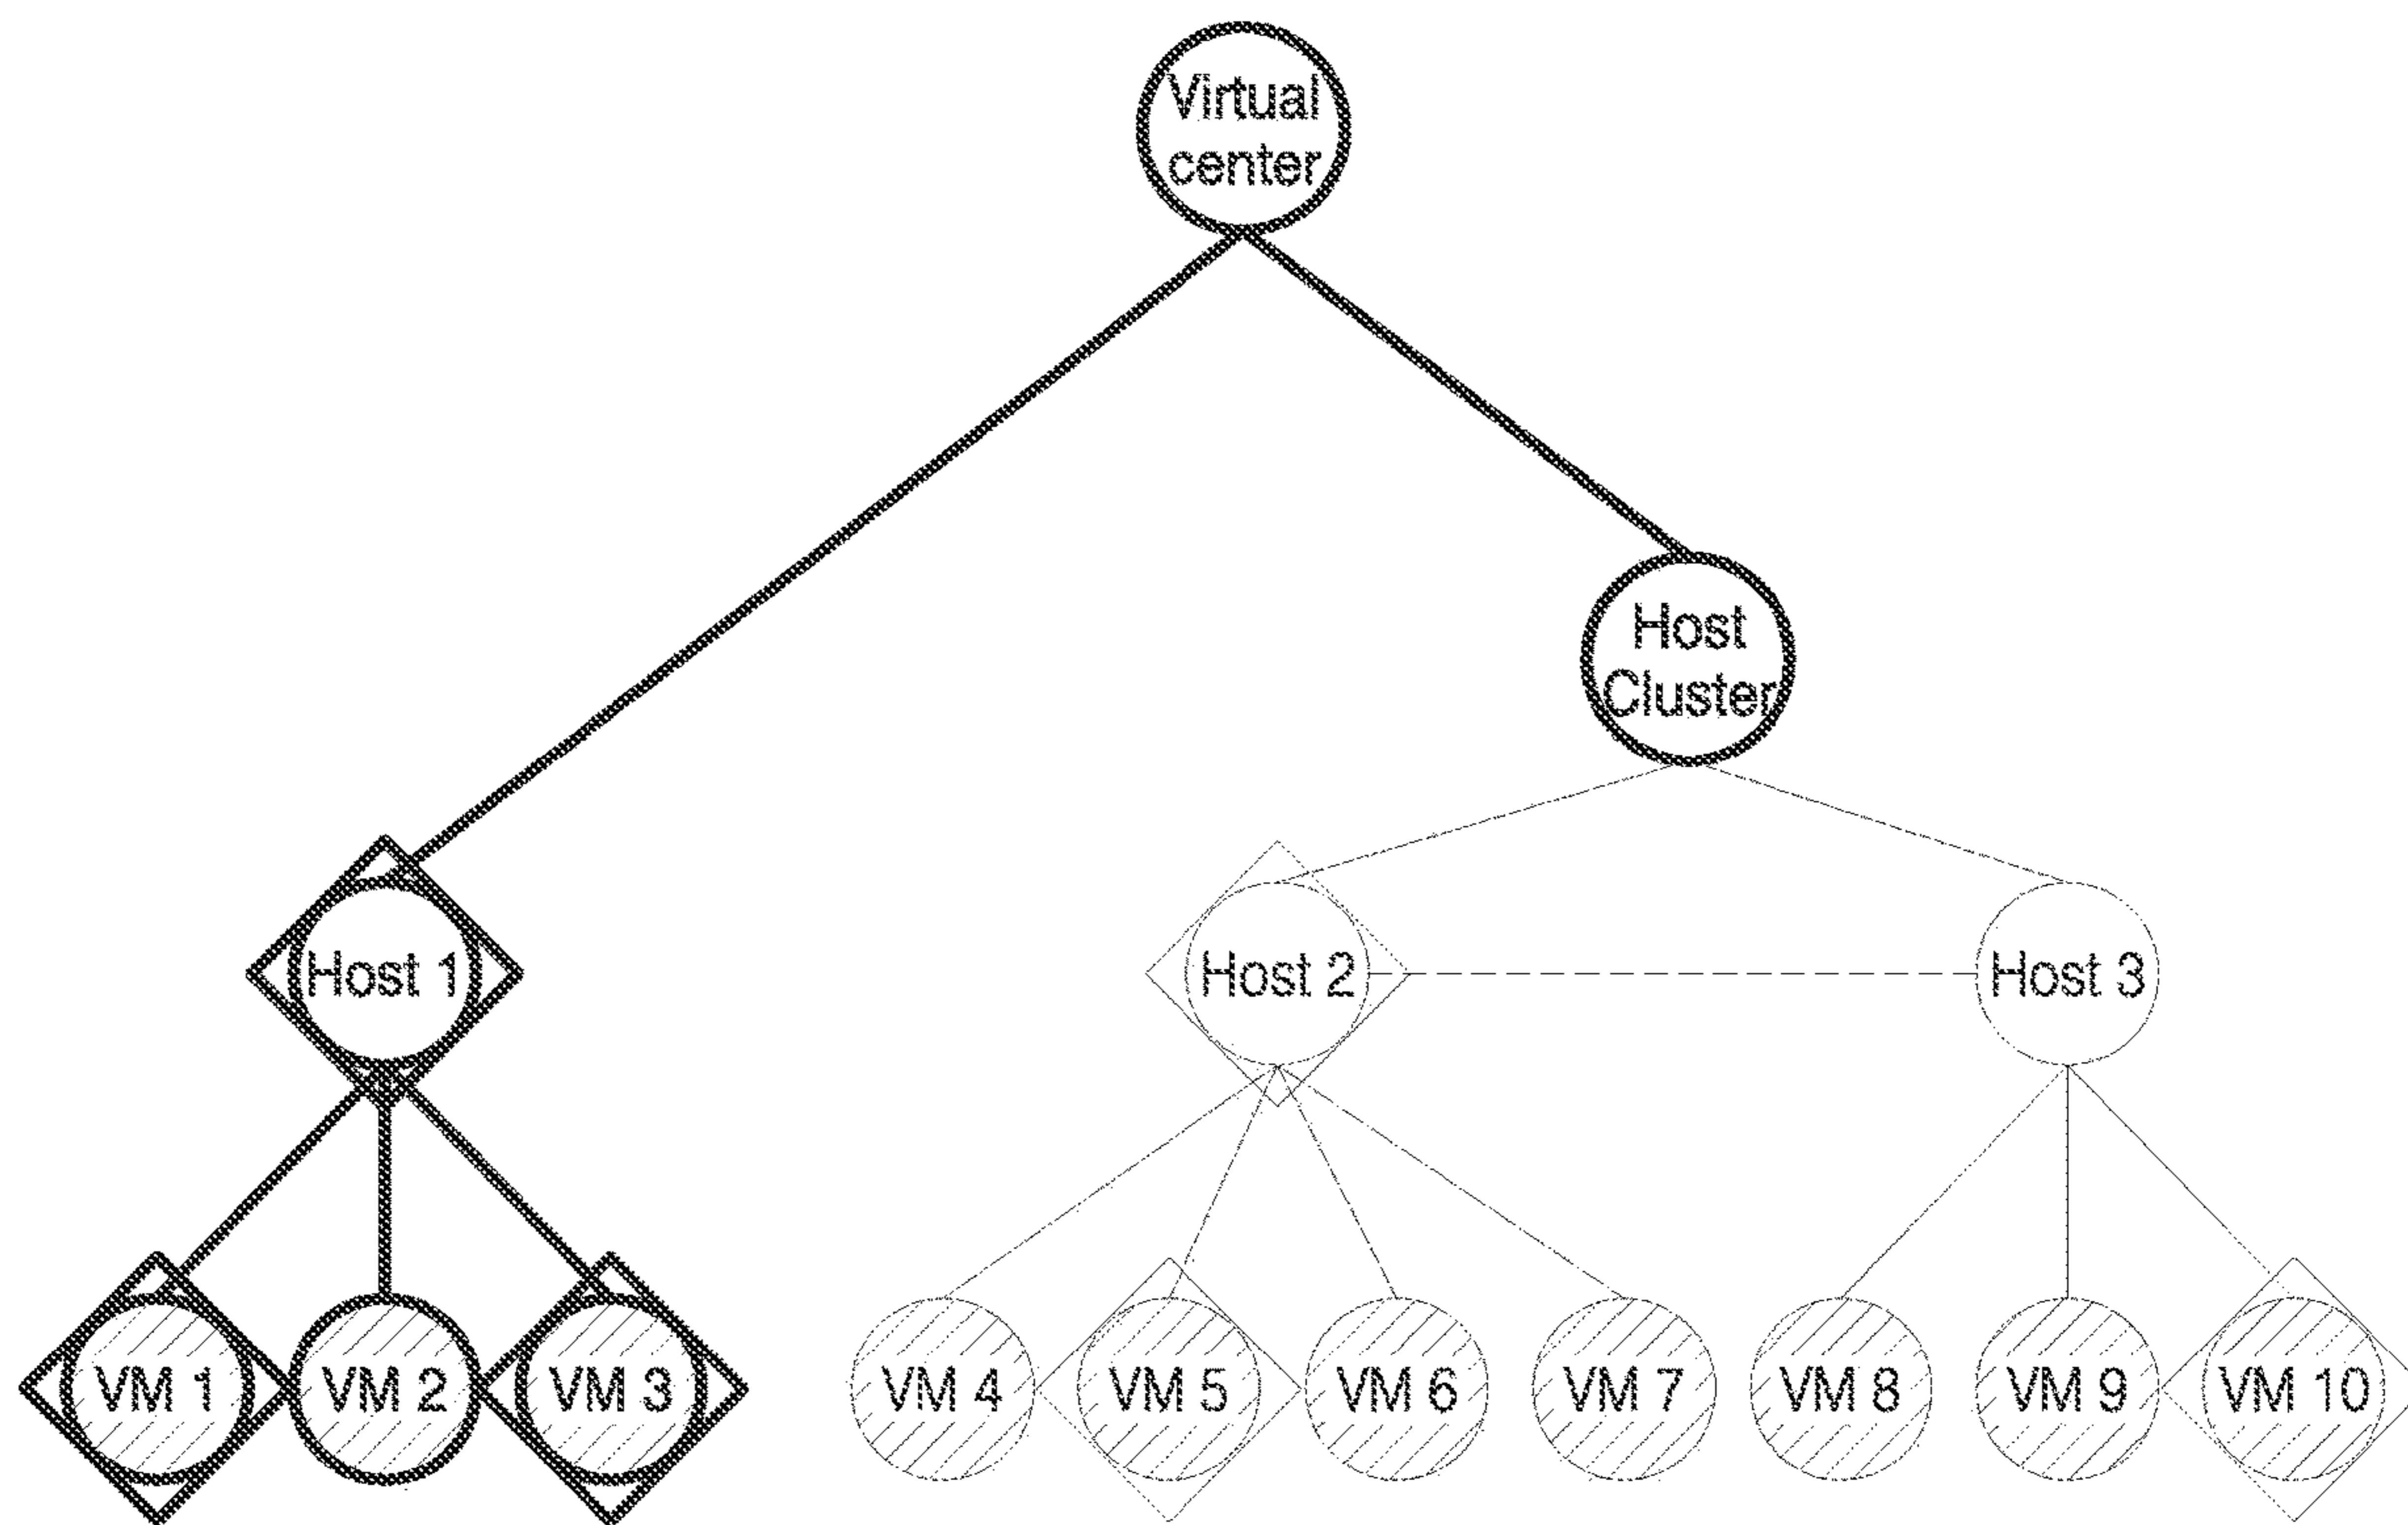 Virtual
center
Host
Cluster
Host 1
Host 2
Host 3
VM 1
VM 2
VM 3
VM 4
VM 5
VM 6
VM 7
VM 8
VM 9
VM 10